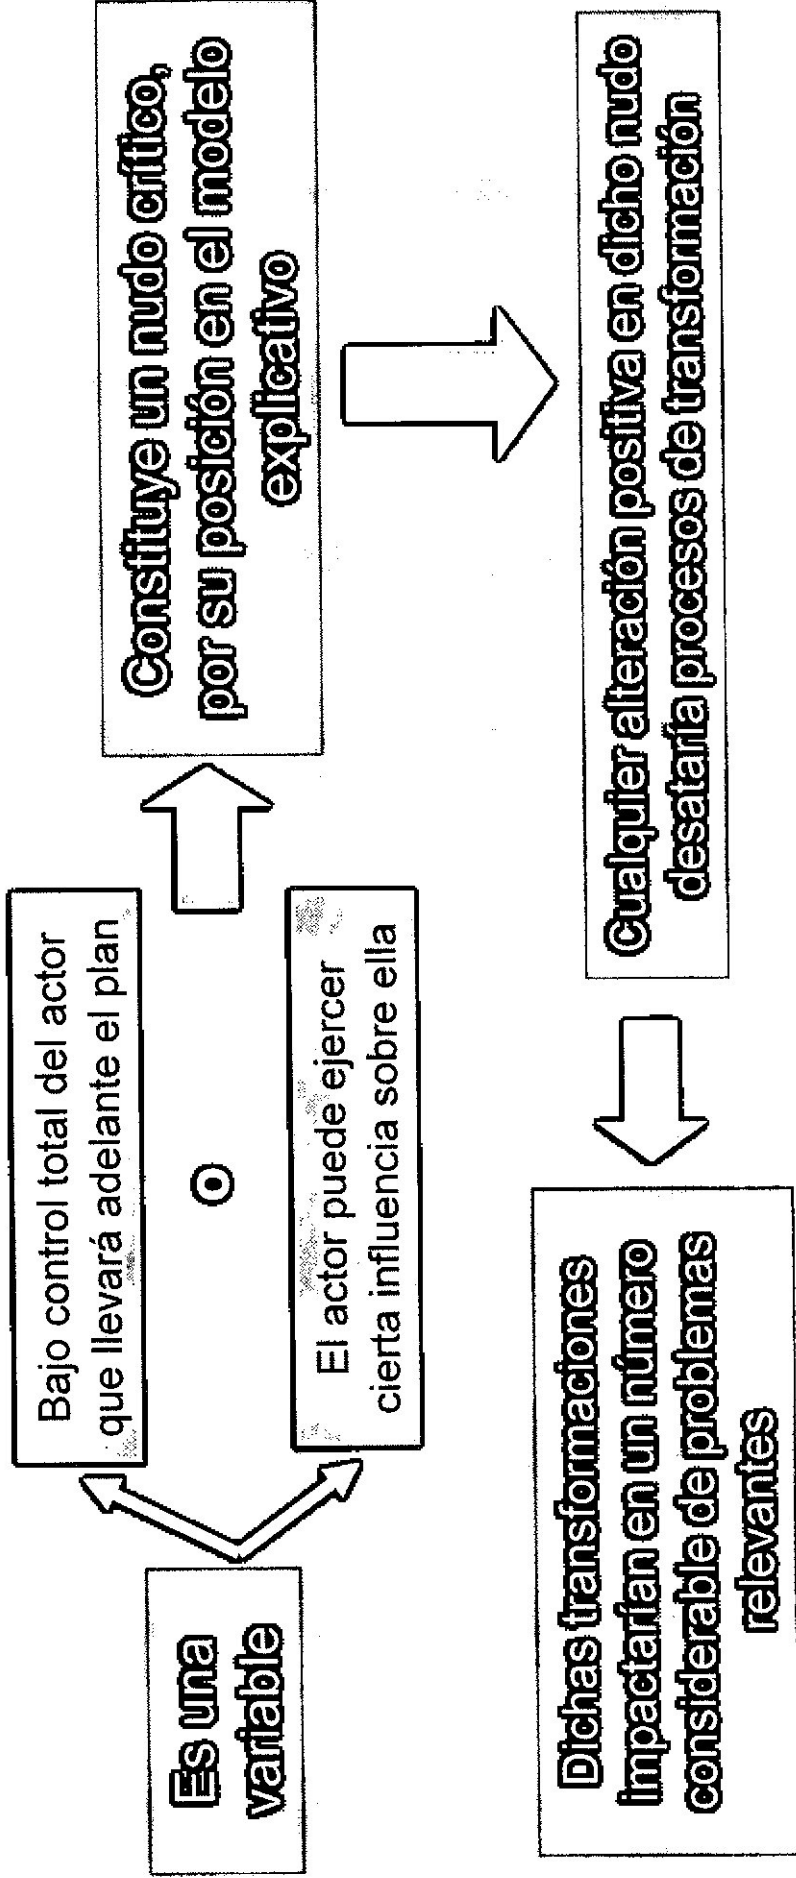 Es una
variable
Bajo control total del actor
que llevará adelante el plan
o
El actor puede ejercer
cierta influencia sobre ella
Constituye un nudo crítico,
por su posición en el modelo
explicativo
Cualquier alteración positiva en dicho nudo
desataría procesos de transformación
Dichas transformaciones
impactarían en un número
considerable de problemas
relevantes